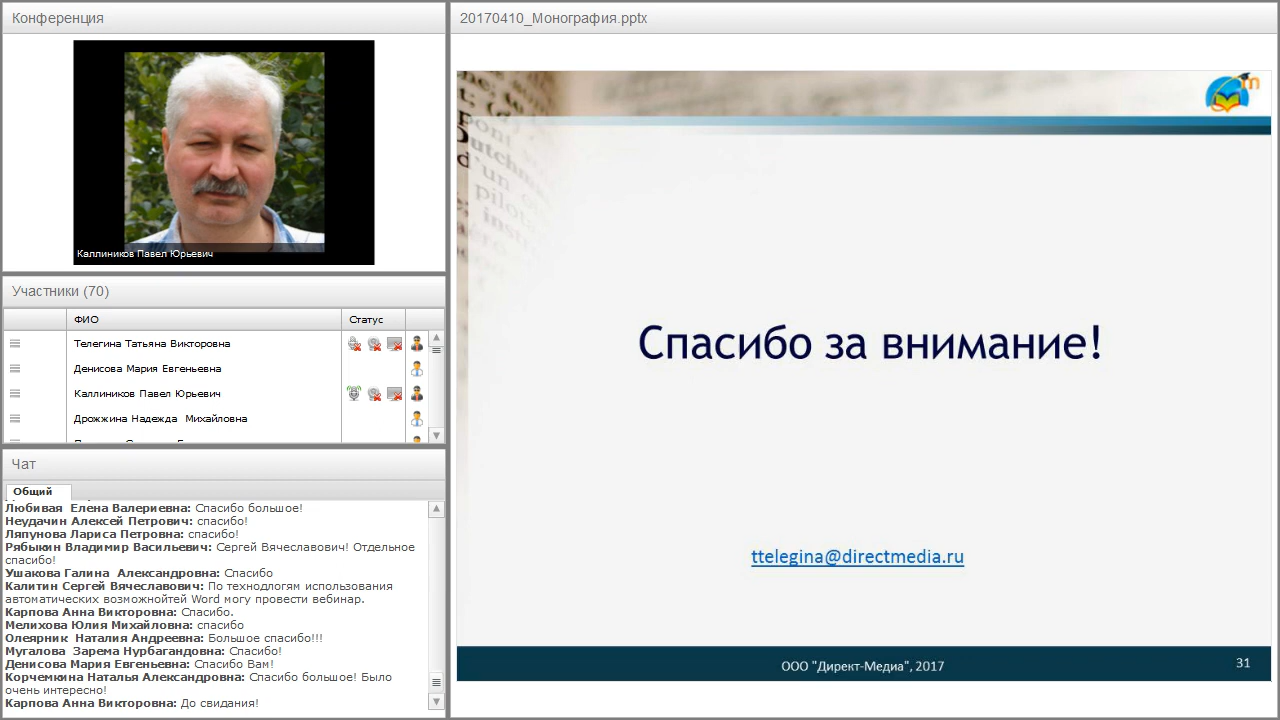 Конференция
Каллиников Павел Юрьевич
Участники (70)
ФИО Статус
Телегина Татьяна Викторовна
Денисова Мария Евгеньевна
Каллиников Павел Юрьевич
Дрожжина Надежда Михайловна
Чат
Общий
Любивая Елена Валериевна: Спасибо большое!
Неудачин Алексей Петрович: спасибо!
Ляпунова Лариса Петровна: спасибо!
Рябыкин Владимир Васильевич: Сергей Вячеславович! Отдельное
спасибо!
Ушакова Галина Александровна: Спасибо
Калитин Сергей Вячеславович: По технодлогям использования
автоматических возможнойтей Word могу провести вебинар.
Карпова Анна Викторовна: Спасибо.
Мелихова Юлия Михайловна: спасибо
Олеярник Наталия Андреевна: Большое спасибо!!!
Мугалова Зарема Нурбагандовна: Спасибо!
Денисова Мария Евгеньевна: Спасибо Вам!
Корчемкина Наталья Александровна: Спасибо большое! Было
очень интересно!
Карпова Анна Викторовна: До свидания!
20170410_Монография.pptx
Спасибо за внимание!
ttelegina@directmedia.ru
ООО "Директ-Медиа", 2017
31